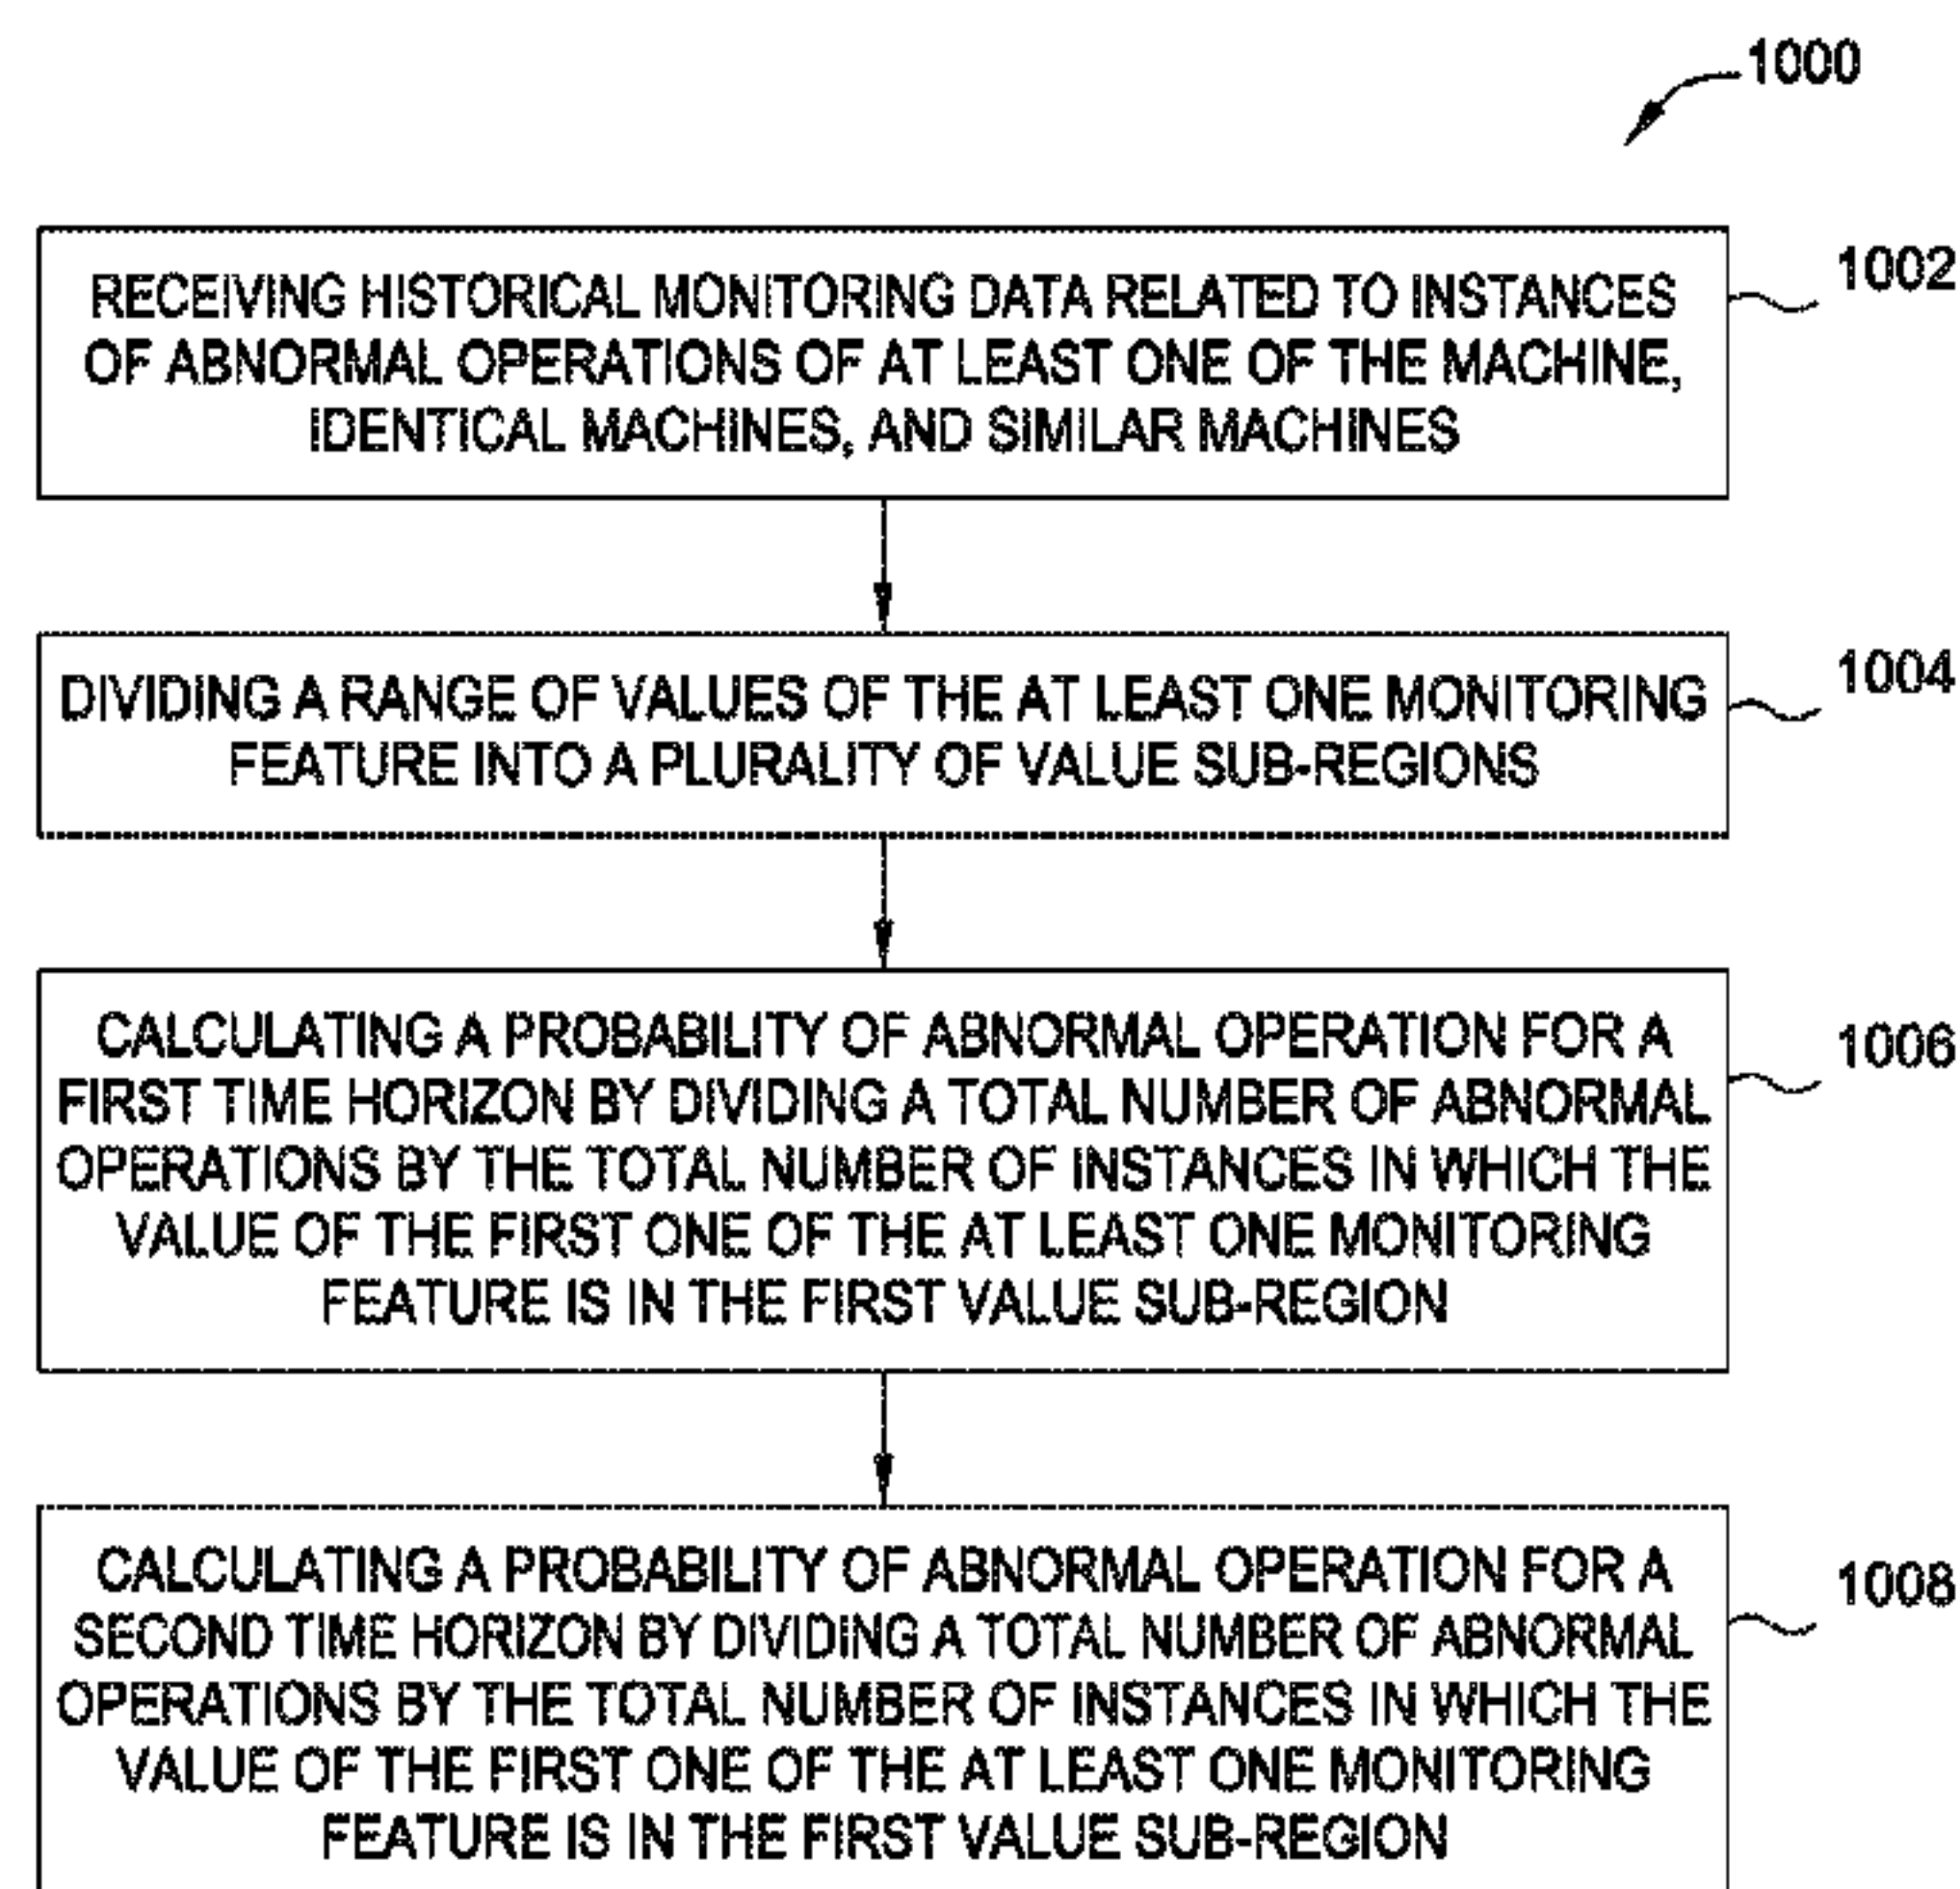 1000
RECEIVING HISTORICAL MONITORING DATA RELATED TO INSTANCES
OF ABNORMAL OPERATIONS OF AT LEAST ONE OF THE MACHINE,
IDENTICAL MACHINES, AND SIMILAR MACHINES
1002
DIVIDING A RANGE OF VALUES OF THE AT LEAST ONE MONITORING
FEATURE INTO A PLURALITY OF VALUE SUB-REGIONS
1004
CALCULATING A PROBABILITY OF ABNORMAL OPERATION FOR A
FIRST TIME HORIZON BY DIVIDING A TOTAL NUMBER OF ABNORMAL
OPERATIONS BY THE TOTAL NUMBER OF INSTANCES IN WHICH THE
VALUE OF THE FIRST ONE OF THE AT LEAST ONE MONITORING
FEATURE IS IN THE FIRST VALUE SUB-REGION
1006
CALCULATING A PROBABILITY OF ABNORMAL OPERATION FOR A
SECOND TIME HORIZON BY DIVIDING A TOTAL NUMBER OF ABNORMAL
OPERATIONS BY THE TOTAL NUMBER OF INSTANCES IN WHICH THE
VALUE OF THE FIRST ONE OF THE AT LEAST ONE MONITORING
FEATURE IS IN THE FIRST VALUE SUB-REGION
1008